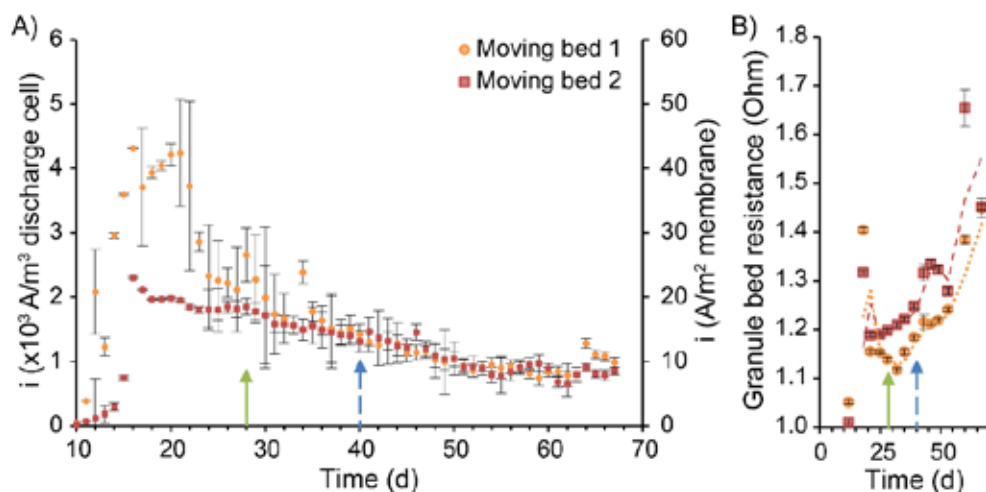 A)
6
5
4
3
2
1
0
i (x10³ A/m³ discharge cell)
Moving bed 1
Moving bed 2
60
50
40
30
20
10
0
i (A/m² membrane)
10 20 30 40 50 60 70
Time (d)
B)
1.8
1.7
1.6
1.5
1.4
1.3
1.2
1.1
1.0
Granule bed resistance (Ohm)
0 25 50
Time (d)